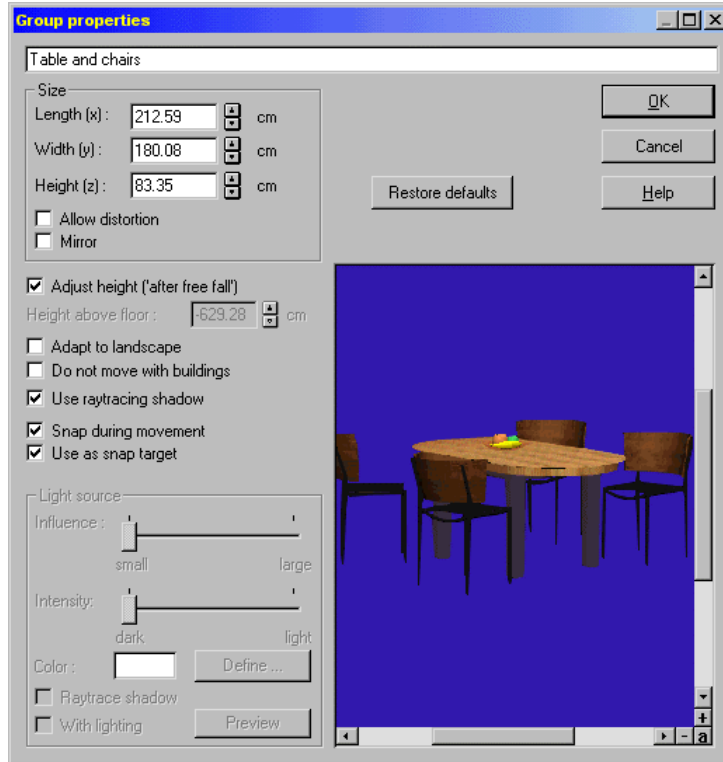 Group properties
Table and chairs
Size
Length (x) : 212.59 cm
Width (y) : 180.08 cm
Height (z) : 83.35 cm
Allow distortion
Mirror
OK
Cancel
Restore defaults
Help
Adjust height ('after free fall')
Height above floor : -629.28 cm
Adapt to landscape
Do not move with buildings
Use raytracing shadow
Snap during movement
Use as snap target
Light source
Influence :
small large
Intensity:
dark light
Color : Define ...
Raytrace shadow
With lighting Preview
+
- a